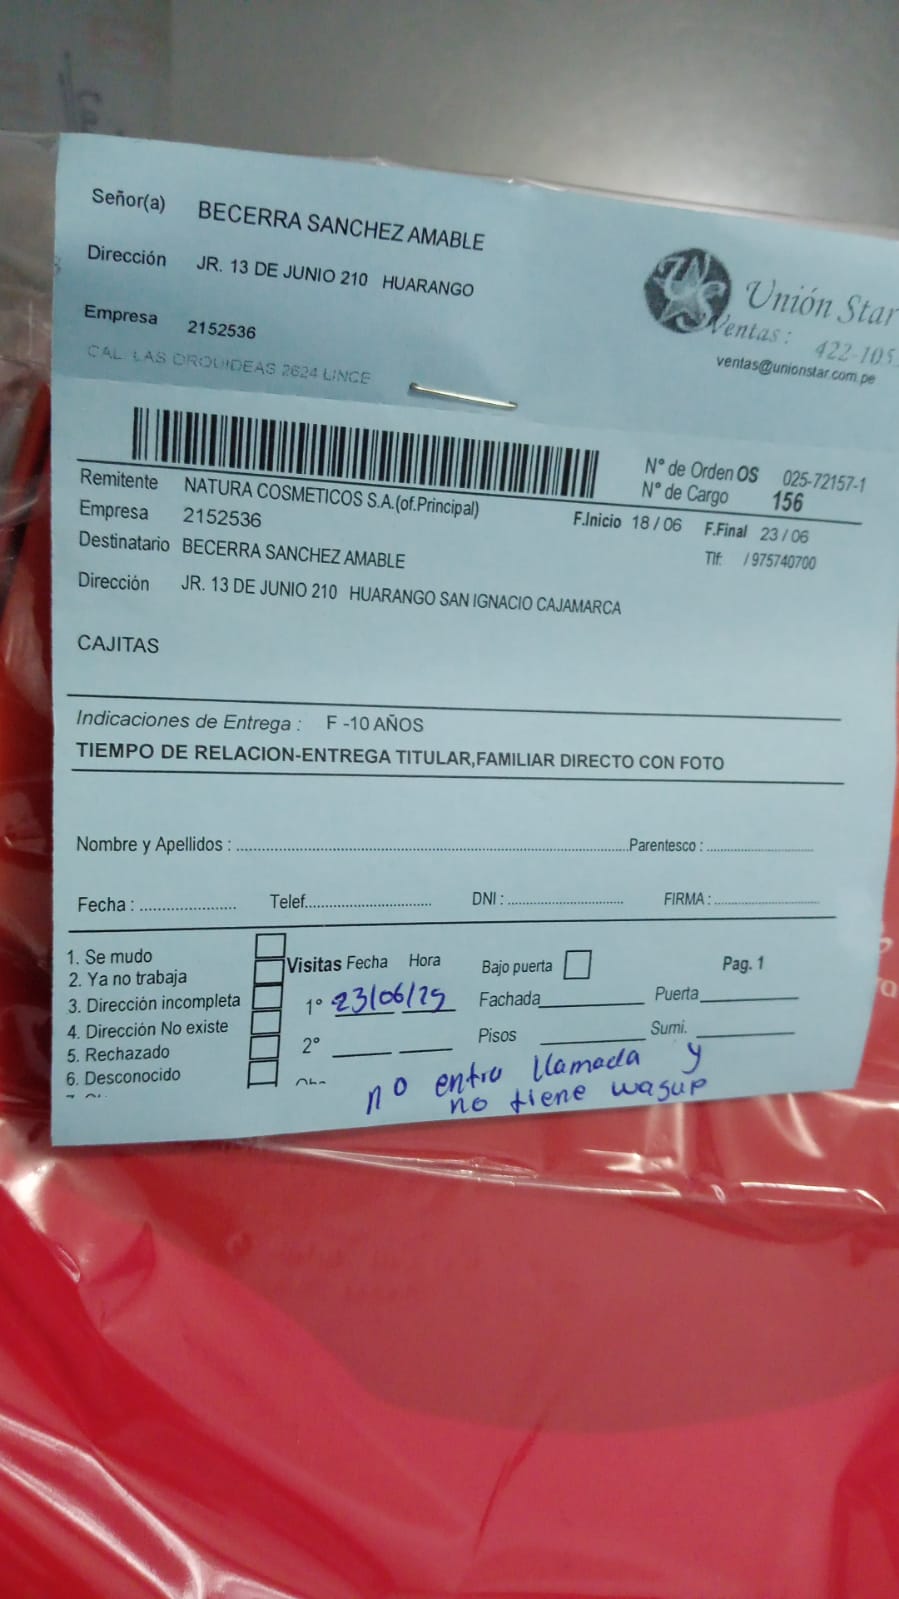 Señor(a) BECERRA SANCHEZ AMABLE
Dirección JR. 13 DE JUNIO 210 HUARANGO
Empresa 2152536
CAL. LAS ORQUIDEAS 2624 LINCE
Unión Star
Ventas: 422-105
ventas@unionstar.com.pe
N° de Orden OS 025-72157-1
N° de Cargo 156
Remitente NATURA COSMETICOS S.A.(of.Principal)
Empresa 2152536
F.Inicio 18 / 06 F.Final 23 / 06
Destinatario BECERRA SANCHEZ AMABLE
Tlf: / 975740700
Dirección JR. 13 DE JUNIO 210 HUARANGO SAN IGNACIO CAJAMARCA
CAJITAS
Indicaciones de Entrega : F -10 AÑOS
TIEMPO DE RELACION-ENTREGA TITULAR,FAMILIAR DIRECTO CON FOTO
Nombre y Apellidos : Parentesco :
Fecha : Telef. DNI : FIRMA :
1. Se mudo
2. Ya no trabaja
3. Dirección incompleta
4. Dirección No existe
5. Rechazado
6. Desconocido
Visitas Fecha Hora Bajo puerta Pag. 1
1° 23/06/25 Fachada Puerta
2° Pisos Sumi.
no entro llamada y
no tiene wasup